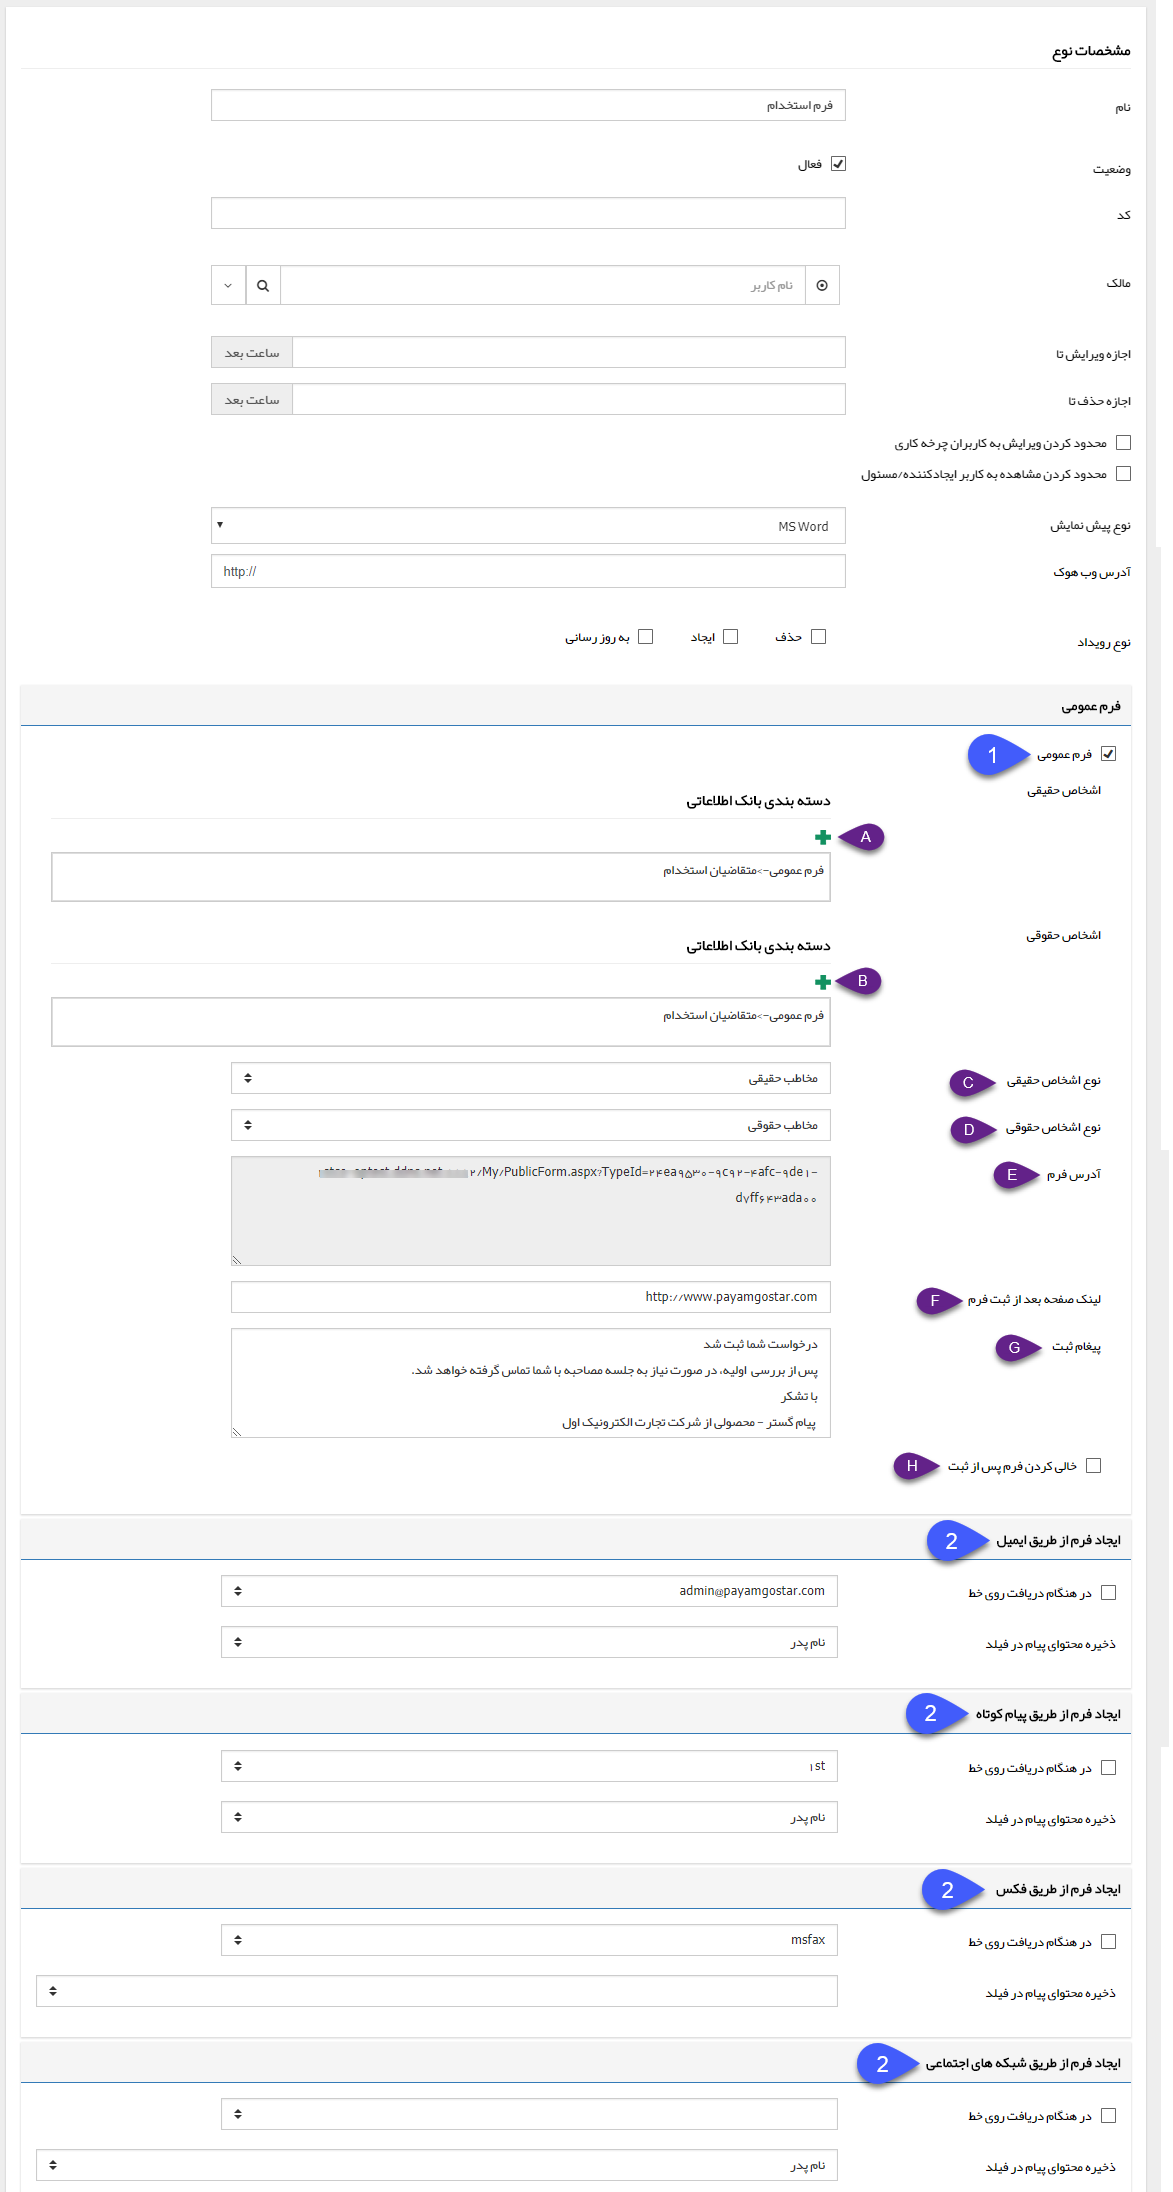 مشخصات نوع
نام
فرم استخدام
وضعیت
فعال
کد
مالک
نام کاربر
اجازه ویرایش تا
ساعت بعد
اجازه حذف تا
ساعت بعد
محدود کردن ویرایش به کاربران چرخه کاری
محدود کردن مشاهده به کاربر ایجادکننده/مسئول
نوع پیش نمایش
MS Word
آدرس وب هوک
http://
نوع رویداد
حذف
ایجاد
به روز رسانی
فرم عمومی
فرم عمومی
1
اشخاص حقیقی
دسته بندی بانک اطلاعاتی
A
فرم عمومی->متقاضیان استخدام
اشخاص حقوقی
دسته بندی بانک اطلاعاتی
B
فرم عمومی->متقاضیان استخدام
نوع اشخاص حقیقی
C
مخاطب حقیقی
نوع اشخاص حقوقی
D
مخاطب حقوقی
آدرس فرم
E
/My/PublicForm.aspx?TypeId=۲۴ea۹۵۳۰-۹c۹۲-۴afc-۹de۱-
d۷ff۶۴۳ada۰۰
لینک صفحه بعد از ثبت فرم
F
http://www.payamgostar.com
پیغام ثبت
G
درخواست شما ثبت شد
پس از بررسی اولیه، در صورت نیاز به جلسه مصاحبه با شما تماس گرفته خواهد شد.
با تشکر
پیام گستر - محصولی از شرکت تجارت الکترونیک اول
خالی کردن فرم پس از ثبت
H
ایجاد فرم از طریق ایمیل
2
در هنگام دریافت روی خط
admin@payamgostar.com
ذخیره محتوای پیام در فیلد
نام پدر
ایجاد فرم از طریق پیام کوتاه
2
در هنگام دریافت روی خط
۱st
ذخیره محتوای پیام در فیلد
نام پدر
ایجاد فرم از طریق فکس
2
در هنگام دریافت روی خط
msfax
ذخیره محتوای پیام در فیلد
ایجاد فرم از طریق شبکه های اجتماعی
2
در هنگام دریافت روی خط
ذخیره محتوای پیام در فیلد
نام پدر